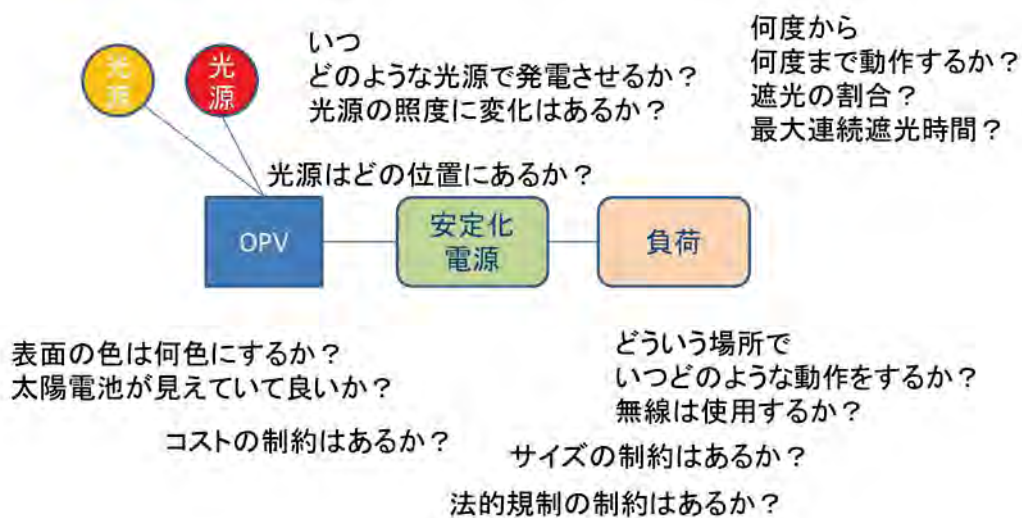 光源
光源
いつ
どのような光源で発電させるか？
光源の照度に変化はあるか？
何度から
何度まで動作するか？
遮光の割合？
最大連続遮光時間？
光源はどの位置にあるか？
OPV
安定化
電源
負荷
表面の色は何色にするか？
太陽電池が見えていて良いか？
コストの制約はあるか？
どういう場所で
いつどのような動作をするか？
無線は使用するか？
サイズの制約はあるか？
法的規制の制約はあるか？